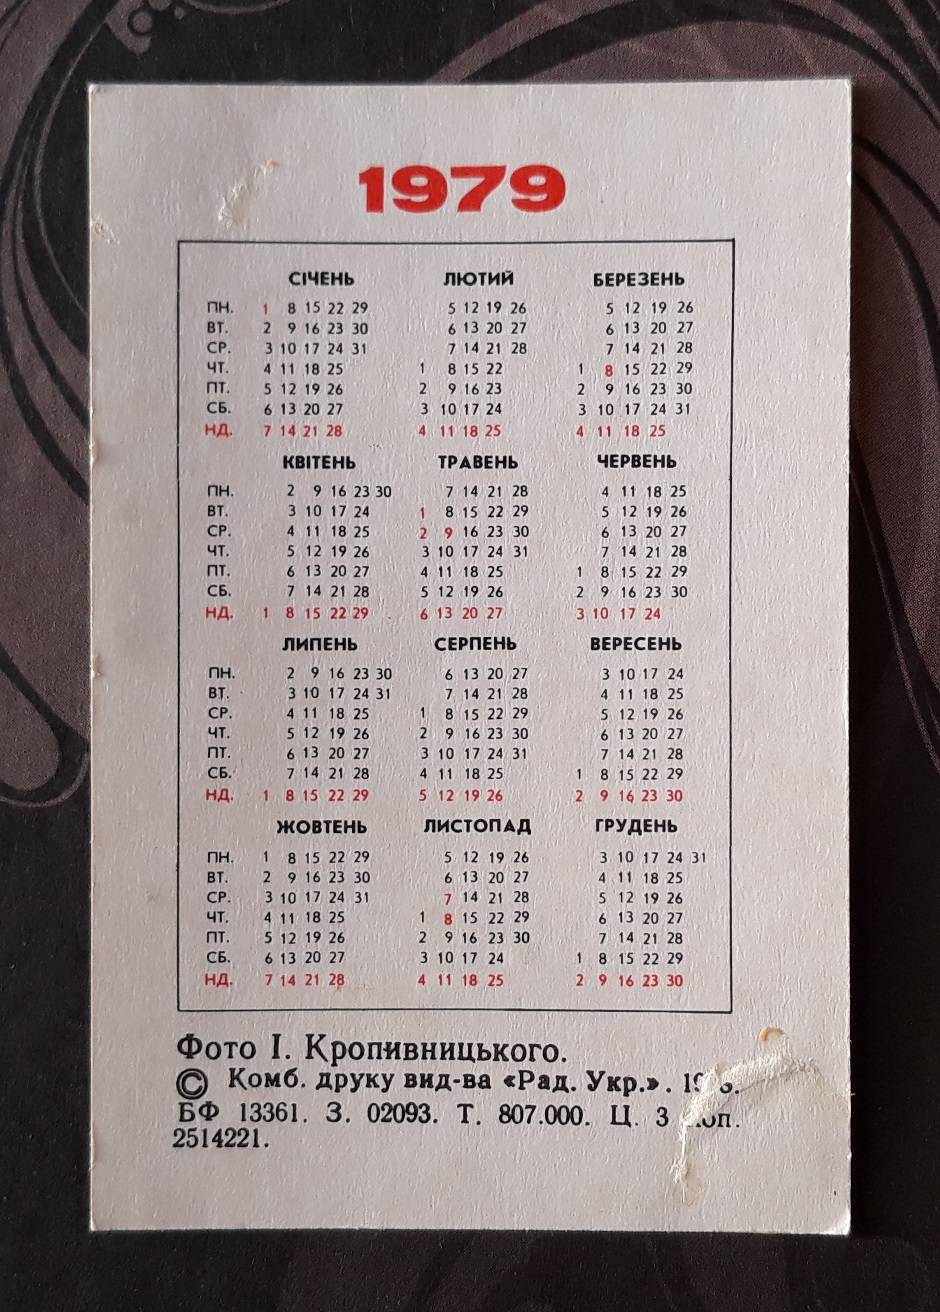 1979
СІЧЕНЬ ЛЮТИЙ БЕРЕЗЕНЬ
ПН. 1 8 15 22 29 5 12 19 26 5 12 19 26
ВТ. 2 9 16 23 30 6 13 20 27 6 13 20 27
СР. 3 10 17 24 31 7 14 21 28 7 14 21 28
ЧТ. 4 11 18 25 1 8 15 22 1 8 15 22 29
ПТ. 5 12 19 26 2 9 16 23 2 9 16 23 30
СБ. 6 13 20 27 3 10 17 24 3 10 17 24 31
НД. 7 14 21 28 4 11 18 25 4 11 18 25
КВІТЕНЬ ТРАВЕНЬ ЧЕРВЕНЬ
ПН. 2 9 16 23 30 7 14 21 28 4 11 18 25
ВТ. 3 10 17 24 1 8 15 22 29 5 12 19 26
СР. 4 11 18 25 2 9 16 23 30 6 13 20 27
ЧТ. 5 12 19 26 3 10 17 24 31 7 14 21 28
ПТ. 6 13 20 27 4 11 18 25 1 8 15 22 29
СБ. 7 14 21 28 5 12 19 26 2 9 16 23 30
НД. 1 8 15 22 29 6 13 20 27 3 10 17 24
ЛИПЕНЬ СЕРПЕНЬ ВЕРЕСЕНЬ
ПН. 2 9 16 23 30 6 13 20 27 3 10 17 24
ВТ. 3 10 17 24 31 7 14 21 28 4 11 18 25
СР. 4 11 18 25 1 8 15 22 29 5 12 19 26
ЧТ. 5 12 19 26 2 9 16 23 30 6 13 20 27
ПТ. 6 13 20 27 3 10 17 24 31 7 14 21 28
СБ. 7 14 21 28 4 11 18 25 1 8 15 22 29
НД. 1 8 15 22 29 5 12 19 26 2 9 16 23 30
ЖОВТЕНЬ ЛИСТОПАД ГРУДЕНЬ
ПН. 1 8 15 22 29 5 12 19 26 3 10 17 24 31
ВТ. 2 9 16 23 30 6 13 20 27 4 11 18 25
СР. 3 10 17 24 31 7 14 21 28 5 12 19 26
ЧТ. 4 11 18 25 1 8 15 22 29 6 13 20 27
ПТ. 5 12 19 26 2 9 16 23 30 7 14 21 28
СБ. 6 13 20 27 3 10 17 24 1 8 15 22 29
НД. 7 14 21 28 4 11 18 25 2 9 16 23 30
Фото І. Кропивницького.
© Комб. друку вид-ва «Рад. Укр.».
БФ 13361. З. 02093. Т. 807.000. Ц. 3
2514221.